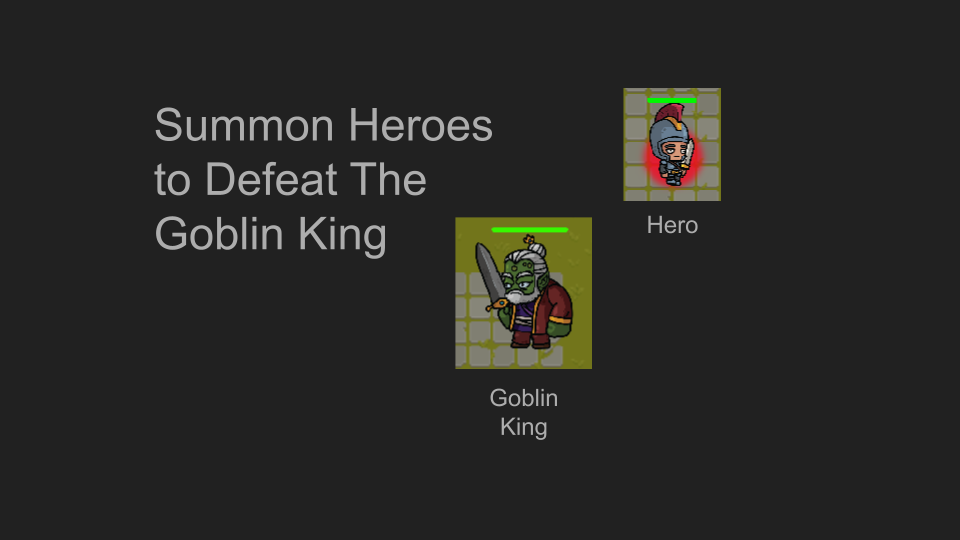 Summon Heroes
to Defeat The
Goblin King
Hero
Goblin
King